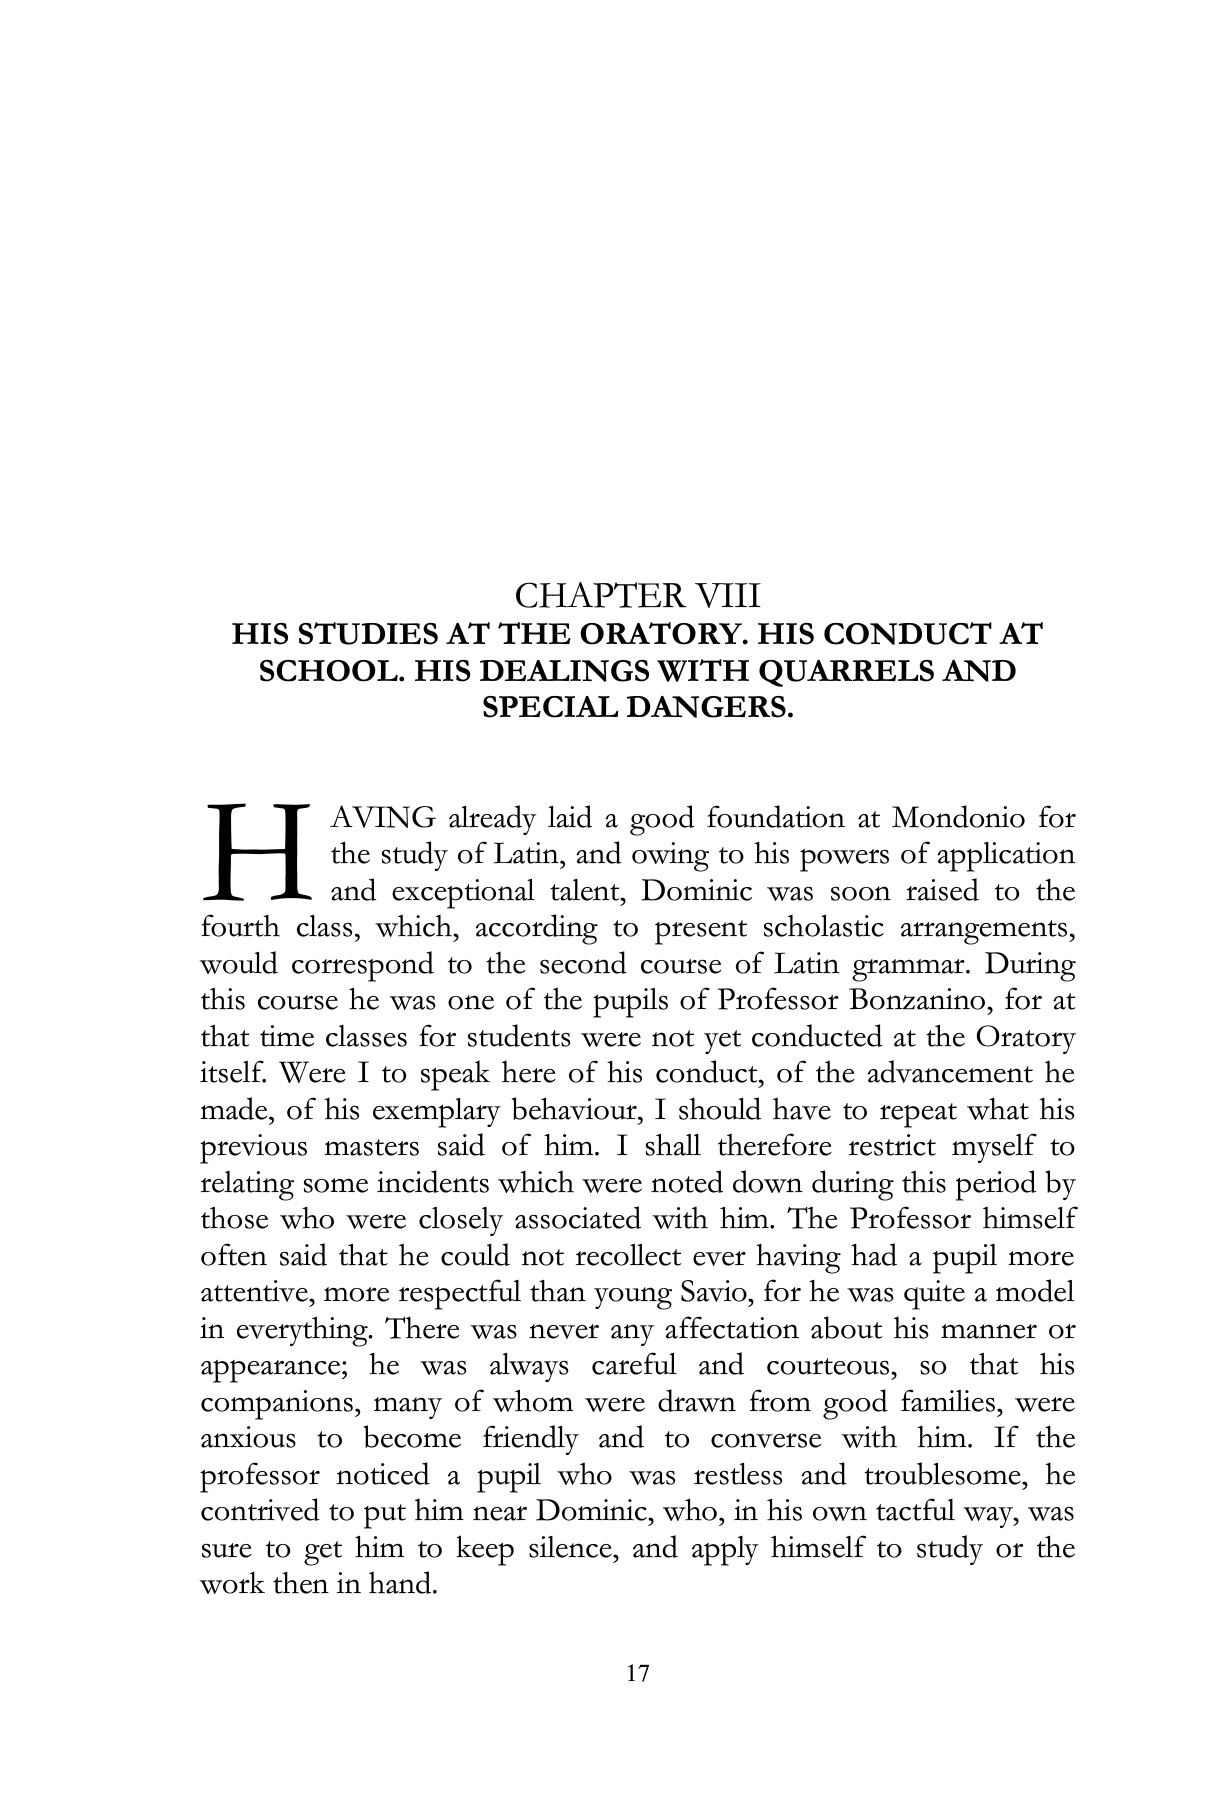 CHAPTER VIII
HIS STUDIES AT THE ORATORY. HIS CONDUCT AT
SCHOOL. HIS DEALINGS WITH QUARRELS AND
SPECIAL DANGERS.
HAVING already laid a good foundation at Mondonio for
the study of Latin, and owing to his powers of application
and exceptional talent, Dominic was soon raised to the
fourth class, which, according to present scholastic arrangements,
would correspond to the second course of Latin grammar. During
this course he was one of the pupils of Professor Bonzanino, for at
that time classes for students were not yet conducted at the Oratory
itself. Were I to speak here of his conduct, of the advancement he
made, of his exemplary behaviour, I should have to repeat what his
previous masters said of him. I shall therefore restrict myself to
relating some incidents which were noted down during this period by
those who were closely associated with him. The Professor himself
often said that he could not recollect ever having had a pupil more
attentive, more respectful than young Savio, for he was quite a model
in everything. There was never any affectation about his manner or
appearance; he was always careful and courteous, so that his
companions, many of whom were drawn from good families, were
anxious to become friendly and to converse with him. If the
professor noticed a pupil who was restless and troublesome, he
contrived to put him near Dominic, who, in his own tactful way, was
sure to get him to keep silence, and apply himself to study or the
work then in hand.
17